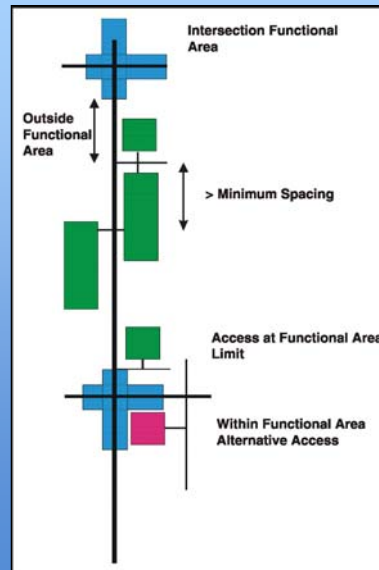 Intersection Functional
Area
Outside
Functional
Area
> Minimum Spacing
Access at Functional Area
Limit
Within Functional Area
Alternative Access